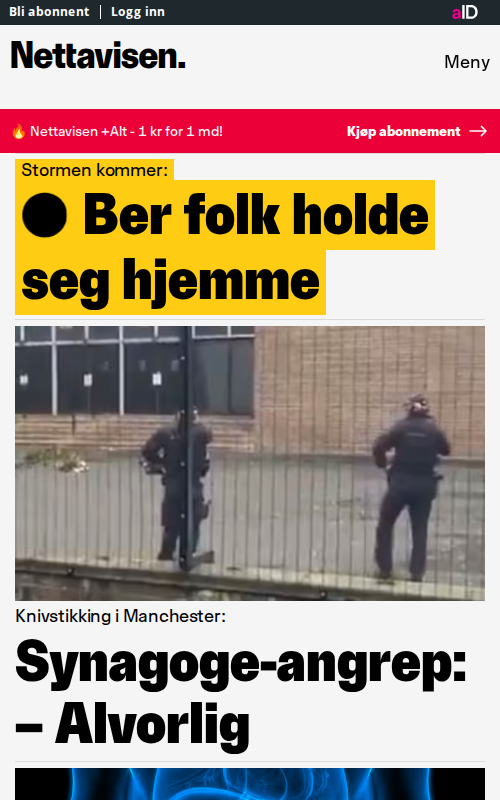 Bli abonnent | Logg inn
aID
Nettavisen.
Meny
🔥 Nettavisen +Alt - 1 kr for 1 md!
Kjøp abonnement →
Stormen kommer:
● Ber folk holde
seg hjemme
Knivstikking i Manchester:
Synagoge-angrep:
– Alvorlig